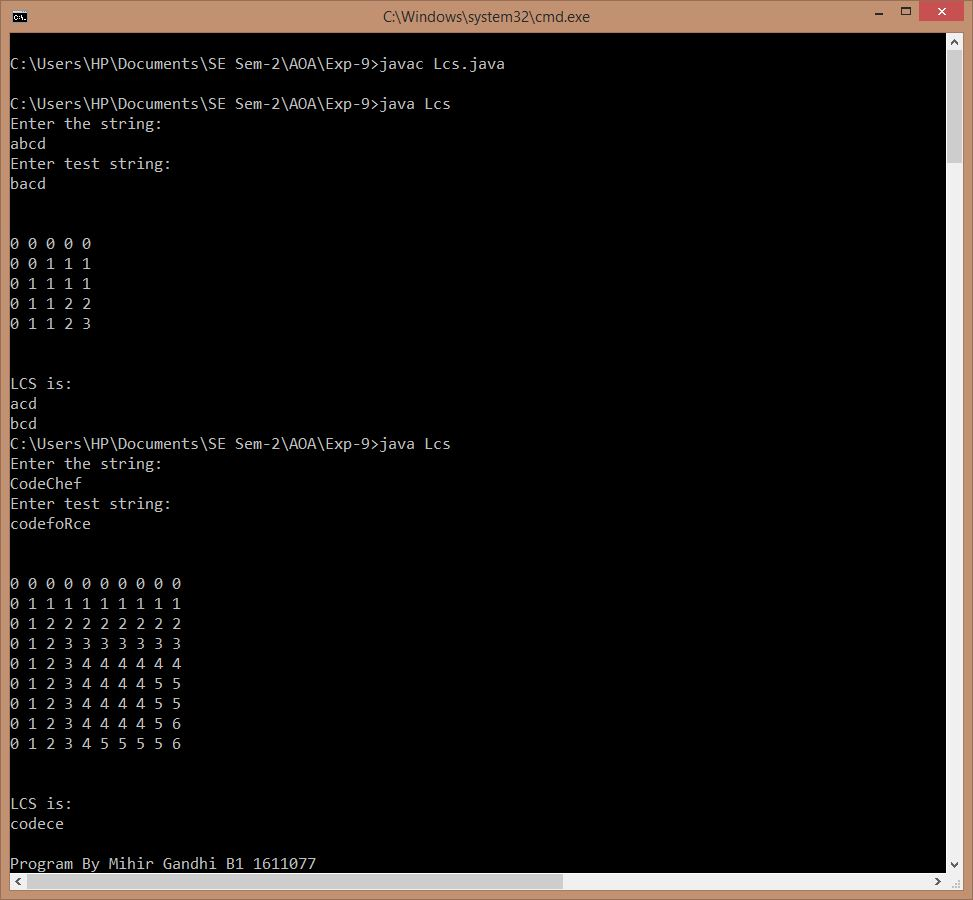 C:\Windows\system32\cmd.exe
C:\Users\HP\Documents\SE Sem-2\AOA\Exp-9>javac Lcs.java
C:\Users\HP\Documents\SE Sem-2\AOA\Exp-9>java Lcs
Enter the string:
abcd
Enter test string:
bacd
0 0 0 0 0
0 0 1 1 1
0 1 1 1 1
0 1 1 2 2
0 1 1 2 3
LCS is:
acd
bcd
C:\Users\HP\Documents\SE Sem-2\AOA\Exp-9>java Lcs
Enter the string:
CodeChef
Enter test string:
codefoRce
0 0 0 0 0 0 0 0 0 0
0 1 1 1 1 1 1 1 1 1
0 1 2 2 2 2 2 2 2 2
0 1 2 3 3 3 3 3 3 3
0 1 2 3 4 4 4 4 4 4
0 1 2 3 4 4 4 4 5 5
0 1 2 3 4 4 4 4 5 5
0 1 2 3 4 4 4 4 5 6
0 1 2 3 4 5 5 5 5 6
LCS is:
codece
Program By Mihir Gandhi B1 1611077